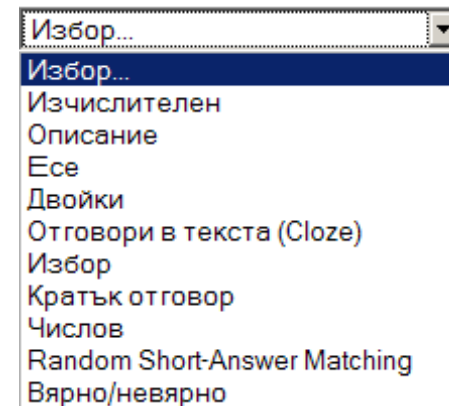 Избор...
Избор...
Изчислителен
Описание
Есе
Двойки
Отговори в текста (Cloze)
Избор
Кратък отговор
Числов
Random Short-Answer Matching
Вярно/невярно